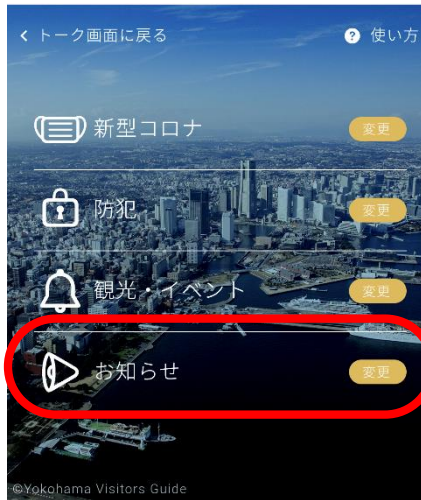 トーク画面に戻る
? 使い方
新型コロナ
変更
防犯
変更
観光・イベント
変更
お知らせ
変更
©Yokohama Visitors Guide